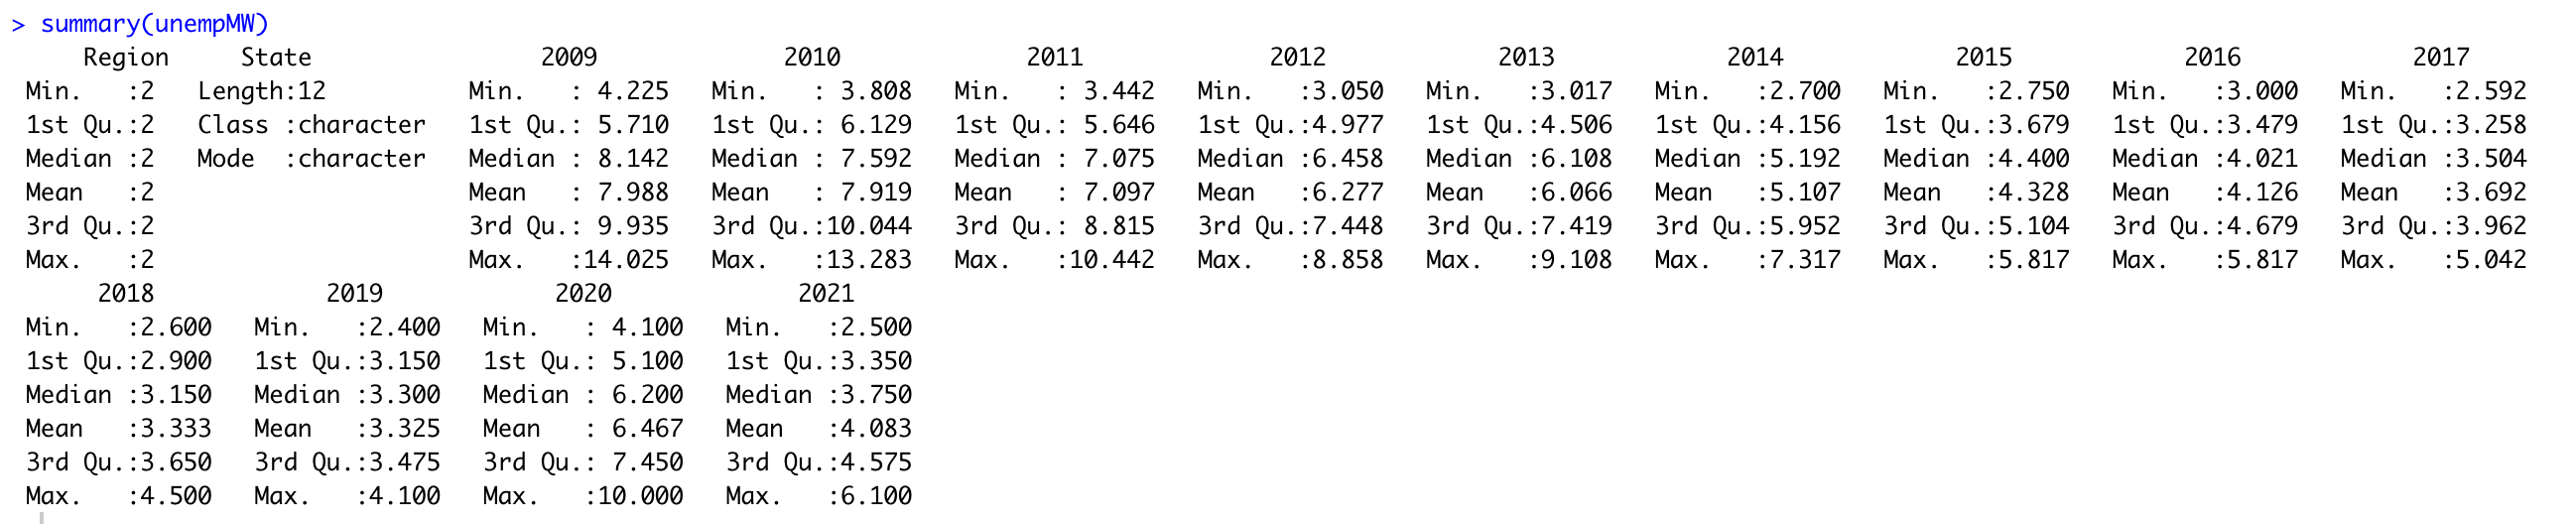 > summary(unempMW)
     Region     State                2009             2010             2011            2012            2013            2014            2015            2016            2017
 Min.   :2   Length:12          Min.   : 4.225   Min.   : 3.808   Min.   : 3.442   Min.   :3.050   Min.   :3.017   Min.   :2.700   Min.   :2.750   Min.   :3.000   Min.   :2.592
 1st Qu.:2   Class :character   1st Qu.: 5.710   1st Qu.: 6.129   1st Qu.: 5.646   1st Qu.:4.977   1st Qu.:4.506   1st Qu.:4.156   1st Qu.:3.679   1st Qu.:3.479   1st Qu.:3.258
 Median :2   Mode  :character   Median : 8.142   Median : 7.592   Median : 7.075   Median :6.458   Median :6.108   Median :5.192   Median :4.400   Median :4.021   Median :3.504
 Mean   :2                      Mean   : 7.988   Mean   : 7.919   Mean   : 7.097   Mean   :6.277   Mean   :6.066   Mean   :5.107   Mean   :4.328   Mean   :4.126   Mean   :3.692
 3rd Qu.:2                      3rd Qu.: 9.935   3rd Qu.:10.044   3rd Qu.: 8.815   3rd Qu.:7.448   3rd Qu.:7.419   3rd Qu.:5.952   3rd Qu.:5.104   3rd Qu.:4.679   3rd Qu.:3.962
 Max.   :2                      Max.   :14.025   Max.   :13.283   Max.   :10.442   Max.   :8.858   Max.   :9.108   Max.   :7.317   Max.   :5.817   Max.   :5.817   Max.   :5.042
      2018            2019            2020             2021
 Min.   :2.600   Min.   :2.400   Min.   : 4.100   Min.   :2.500
 1st Qu.:2.900   1st Qu.:3.150   1st Qu.: 5.100   1st Qu.:3.350
 Median :3.150   Median :3.300   Median : 6.200   Median :3.750
 Mean   :3.333   Mean   :3.325   Mean   : 6.467   Mean   :4.083
 3rd Qu.:3.650   3rd Qu.:3.475   3rd Qu.: 7.450   3rd Qu.:4.575
 Max.   :4.500   Max.   :4.100   Max.   :10.000   Max.   :6.100